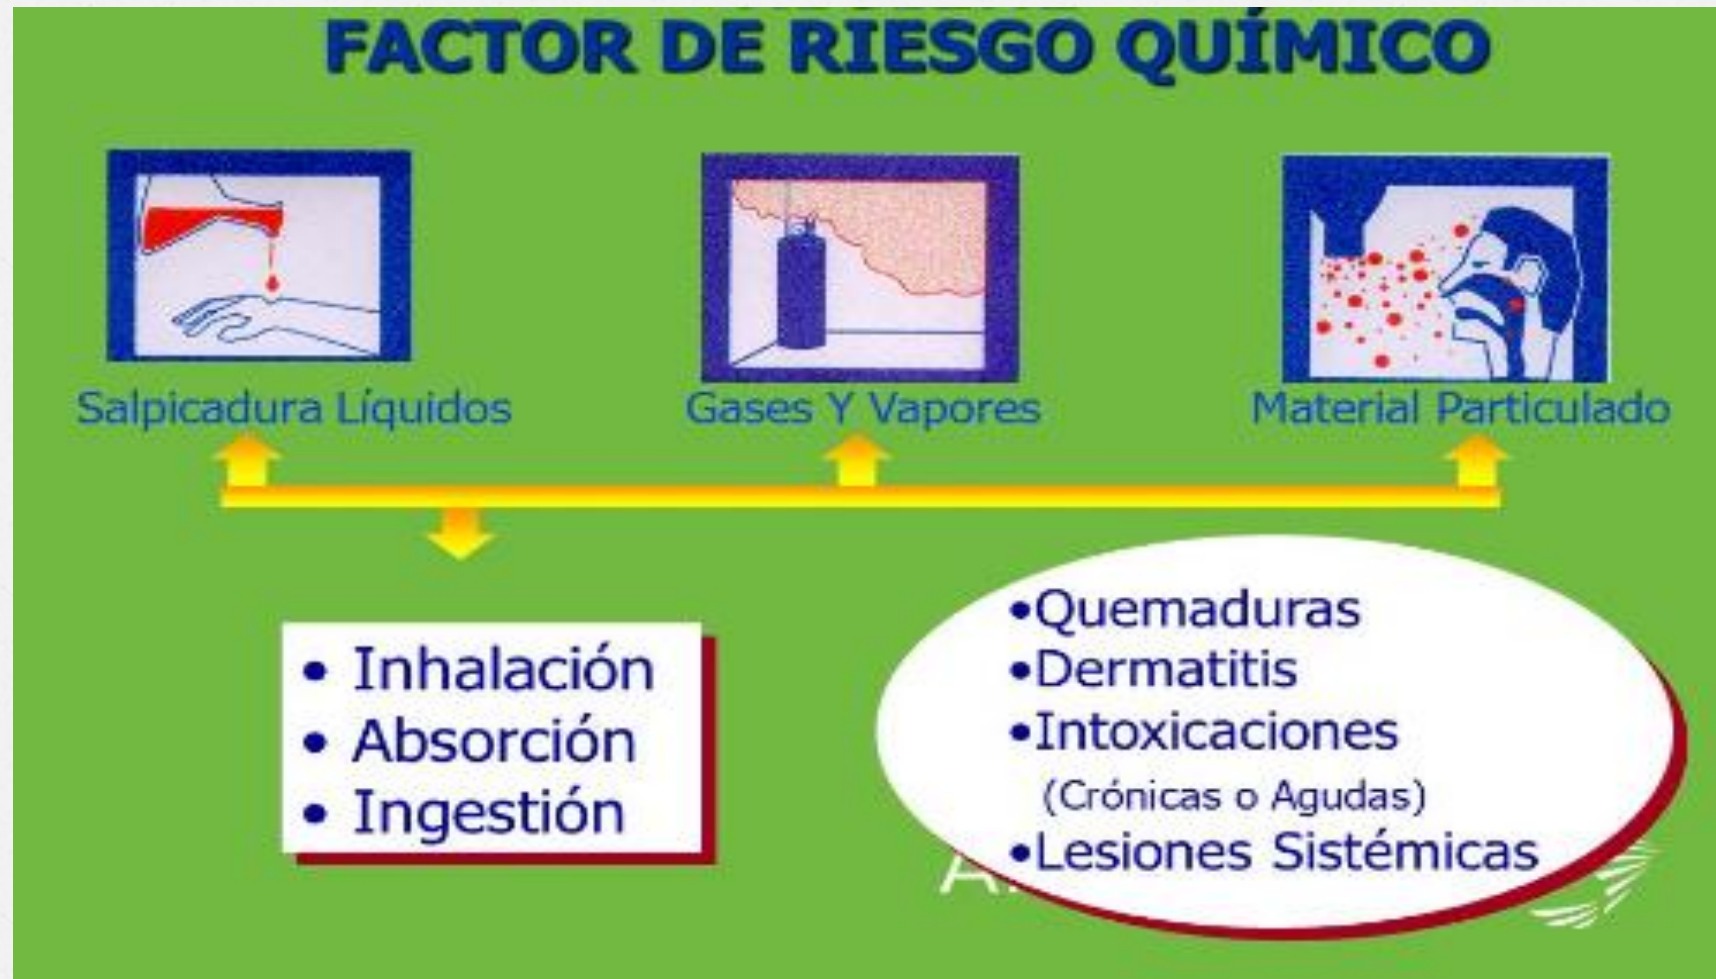 FACTOR DE RIESGO QUÍMICO
Salpicadura Líquidos
Gases Y Vapores
Material Particulado
• Inhalación
• Absorción
• Ingestión
•Quemaduras
•Dermatitis
•Intoxicaciones
(Crónicas o Agudas)
•Lesiones Sistémicas